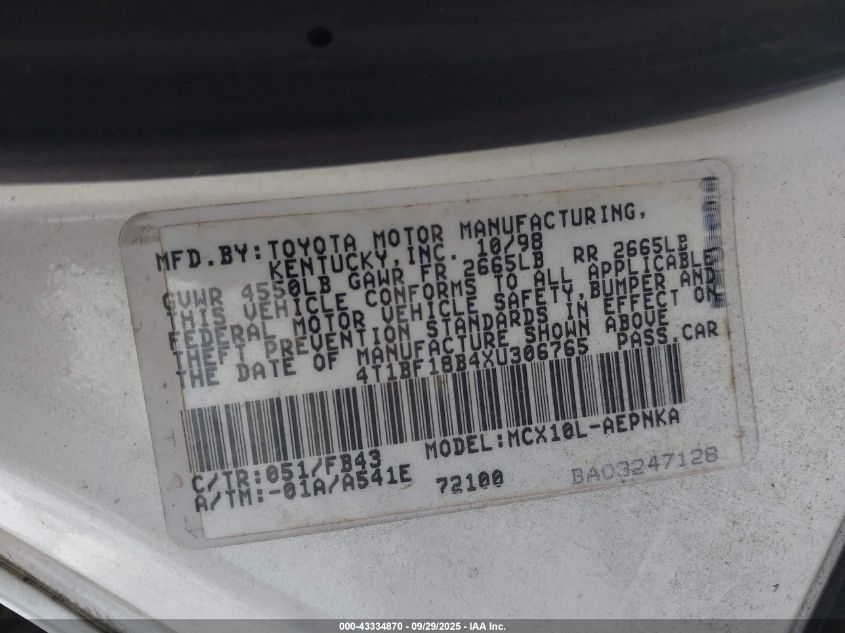 MFD.BY:TOYOTA MOTOR MANUFACTURING,
KENTUCKY,INC. 10/98
GVWR 4550LB GAWR FR 2665LB RR 2665LB
THIS VEHICLE CONFORMS TO ALL APPLICABLE
FEDERAL MOTOR VEHICLE SAFETY,BUMPER,AND
THEFT PREVENTION STANDARDS IN EFFECT ON
THE DATE OF MANUFACTURE SHOWN ABOVE.
4T1BF18B4XU306765 PASS.CAR
MODEL:MCX10L-AEPNKA
C/TR:051/FB43
A/TM:-01A/A541E 72100 BA03247128
000-43334870 - 09/29/2025 - IAA Inc.